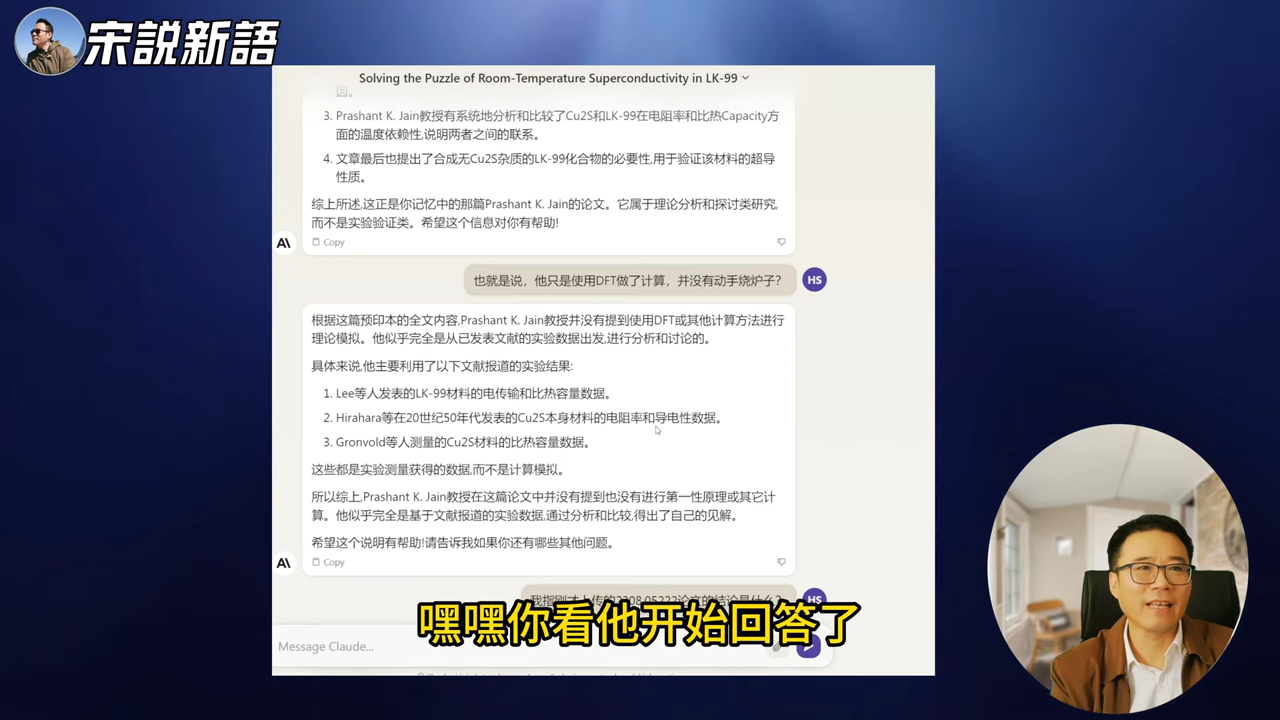 宋説新語
Solving the Puzzle of Room-Temperature Superconductivity in LK-99
因。
3. Prashant K. Jain教授有系统地分析和比较了Cu2S和LK-99在电阻率和比热Capacity方
面的温度依赖性,说明两者之间的联系。
4. 文章最后也提出了合成无Cu2S杂质的LK-99化合物的必要性,用于验证该材料的超导
性质。
综上所述,这正是你记忆中的那篇Prashant K. Jain的论文。它属于理论分析和探讨类研究,
而不是实验验证类。希望这个信息对你有帮助!
A\
Copy
也就是说，他只是使用DFT做了计算，并没有动手烧炉子?
HS
根据这篇预印本的全文内容,Prashant K. Jain教授并没有提到使用DFT或其他计算方法进行
理论模拟。他似乎完全是从已发表文献的实验数据出发,进行分析和讨论的。
具体来说,他主要利用了以下文献报道的实验结果:
1. Lee等人发表的LK-99材料的电传输和比热容量数据。
2. Hirahara等在20世纪50年代发表的Cu2S本身材料的电阻率和导电性数据。
3. Gronvold等人测量的Cu2S材料的比热容量数据。
这些都是实验测量获得的数据,而不是计算模拟。
所以综上,Prashant K. Jain教授在这篇论文中并没有提到也没有进行第一性原理或其它计
算。他似乎完全是基于文献报道的实验数据,通过分析和比较,得出了自己的见解。
希望这个说明有帮助!请告诉我如果你还有哪些其他问题。
A\
Copy
我指刚才上传的2308.05222论文的结论是什么?
HS
嘿嘿你看他开始回答了
Message Claude...